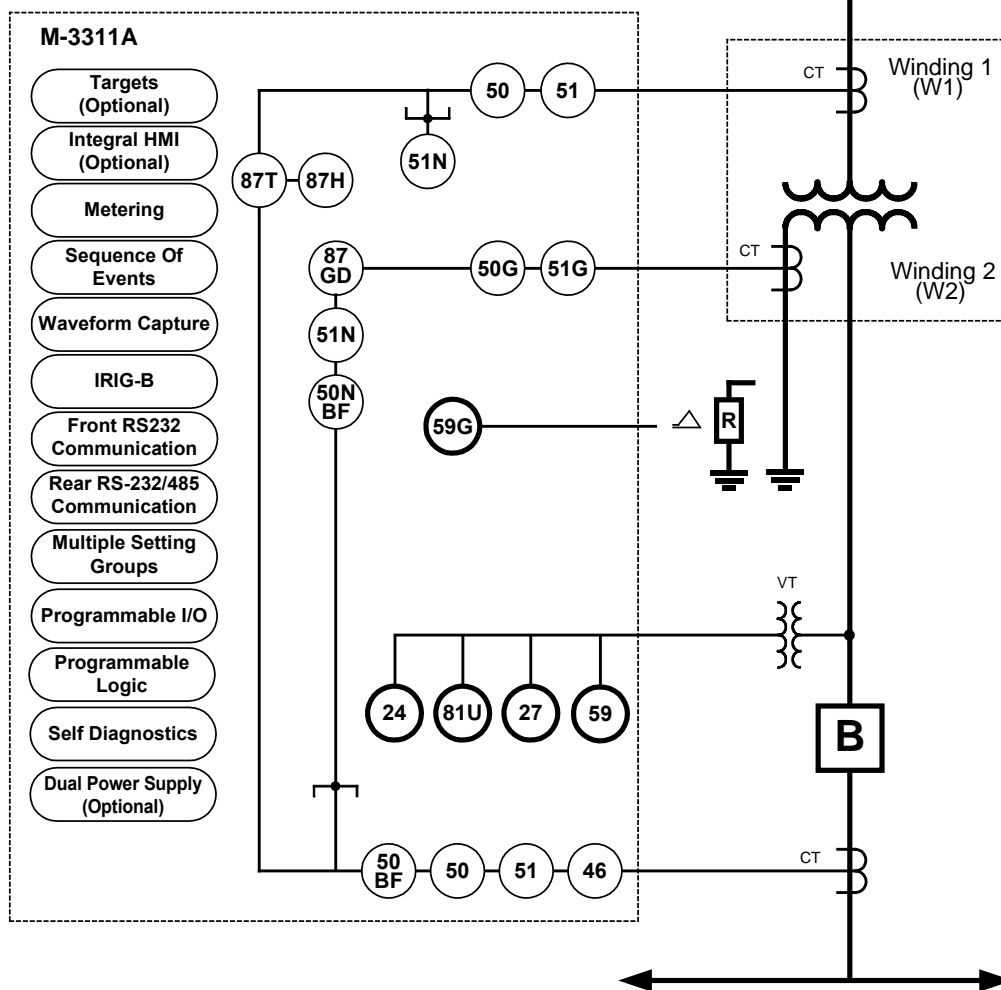 M-3311A
Targets
(Optional)
Integral HMI
(Optional)
Metering
Sequence Of
Events
Waveform Capture
IRIG-B
Front RS232
Communication
Rear RS-232/485
Communication
Multiple Setting
Groups
Programmable I/O
Programmable
Logic
Self Diagnostics
Dual Power Supply
(Optional)
50
51
CT
Winding 1
(W1)
51N
87T
87H
87
GD
50G
51G
CT
Winding 2
(W2)
51N
50N
BF
59G
R
VT
24
81U
27
59
B
50
BF
50
51
46
CT